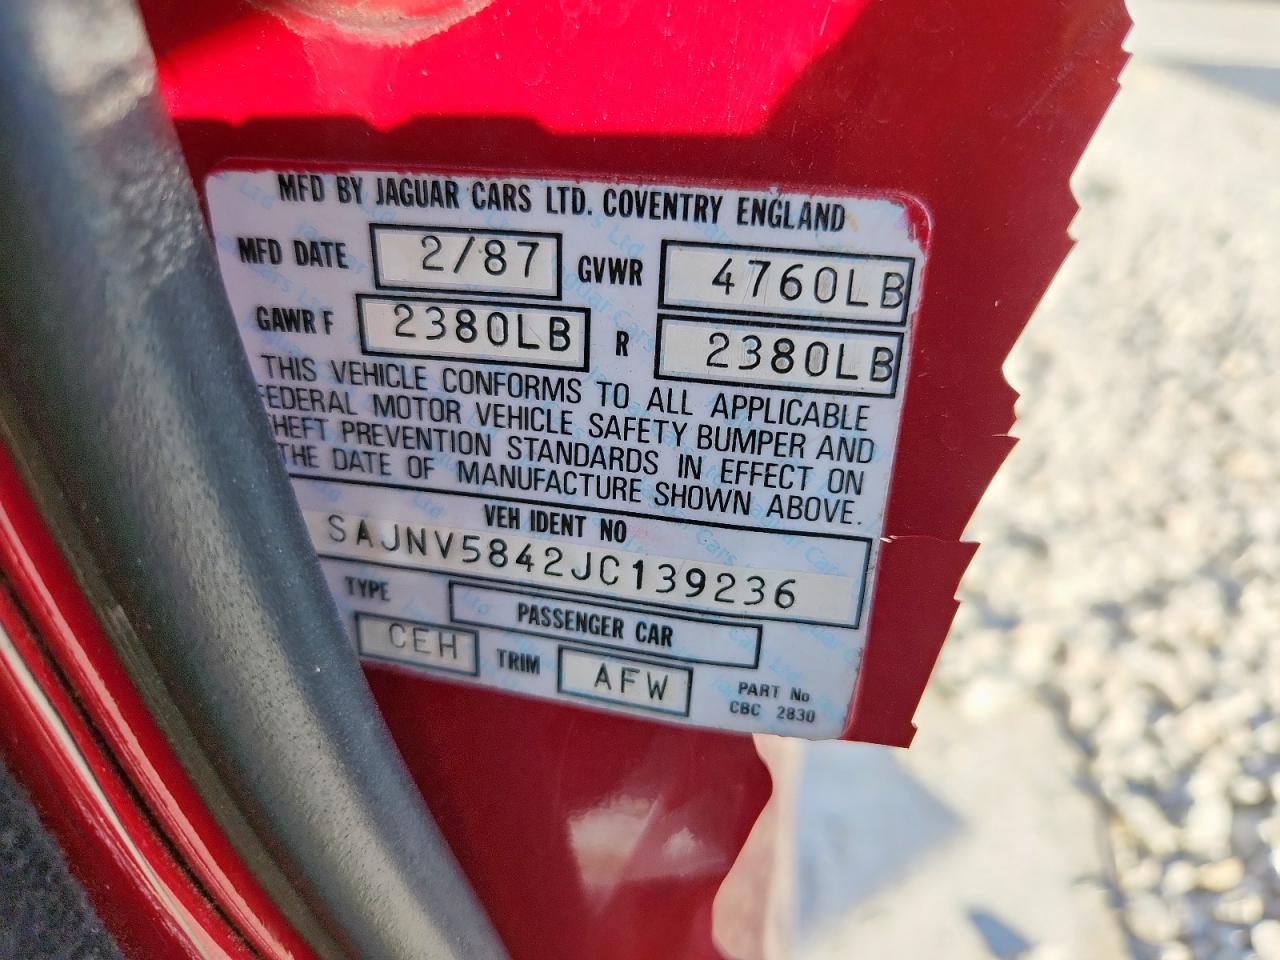 MFD BY JAGUAR CARS LTD. COVENTRY ENGLAND
MFD DATE 2/87 GVWR 4760LB
GAWR F 2380LB R 2380LB
THIS VEHICLE CONFORMS TO ALL APPLICABLE
FEDERAL MOTOR VEHICLE SAFETY BUMPER AND
THEFT PREVENTION STANDARDS IN EFFECT ON
THE DATE OF MANUFACTURE SHOWN ABOVE.
VEH IDENT NO
SAJNV5842JC139236
TYPE PASSENGER CAR
CEH TRIM AFW PART No
CBC 2830